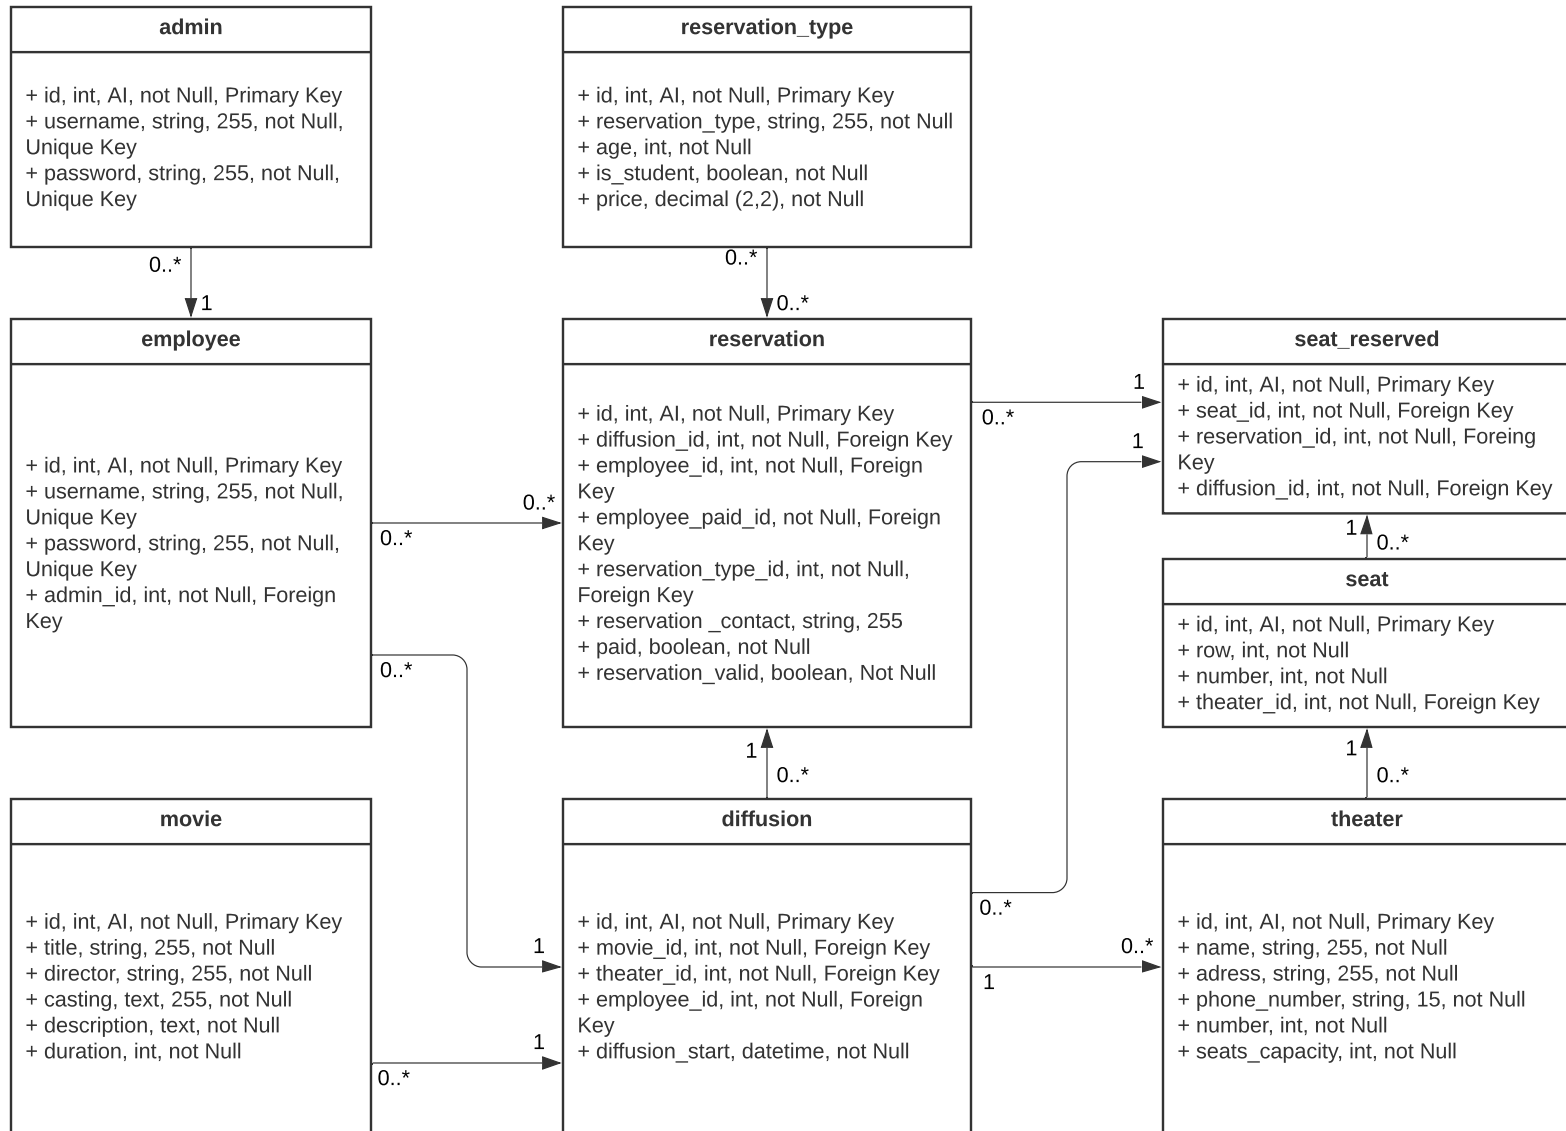 admin
+ id, int, AI, not Null, Primary Key
+ username, string, 255, not Null,
Unique Key
+ password, string, 255, not Null,
Unique Key
0..*
1
reservation_type
+ id, int, AI, not Null, Primary Key
+ reservation_type, string, 255, not Null
+ age, int, not Null
+ is_student, boolean, not Null
+ price, decimal (2,2), not Null
0..*
0..*
employee
+ id, int, AI, not Null, Primary Key
+ username, string, 255, not Null,
Unique Key
+ password, string, 255, not Null,
Unique Key
+ admin_id, int, not Null, Foreign
Key
0..*
0..*
0..*
1
reservation
+ id, int, AI, not Null, Primary Key
+ diffusion_id, int, not Null, Foreign Key
+ employee_id, int, not Null, Foreign
Key
+ employee_paid_id, not Null, Foreign
Key
+ reservation_type_id, int, not Null,
Foreign Key
+ reservation _contact, string, 255
+ paid, boolean, not Null
+ reservation_valid, boolean, Not Null
0..*
1
1
seat_reserved
+ id, int, AI, not Null, Primary Key
+ seat_id, int, not Null, Foreign Key
+ reservation_id, int, not Null, Foreing
Key
+ diffusion_id, int, not Null, Foreign Key
1
0..*
seat
+ id, int, AI, not Null, Primary Key
+ row, int, not Null
+ number, int, not Null
+ theater_id, int, not Null, Foreign Key
1
0..*
movie
+ id, int, AI, not Null, Primary Key
+ title, string, 255, not Null
+ director, string, 255, not Null
+ casting, text, 255, not Null
+ description, text, not Null
+ duration, int, not Null
0..*
1
1
0..*
diffusion
+ id, int, AI, not Null, Primary Key
+ movie_id, int, not Null, Foreign Key
+ theater_id, int, not Null, Foreign Key
+ employee_id, int, not Null, Foreign
Key
+ diffusion_start, datetime, not Null
0..*
1
0..*
theater
+ id, int, AI, not Null, Primary Key
+ name, string, 255, not Null
+ adress, string, 255, not Null
+ phone_number, string, 15, not Null
+ number, int, not Null
+ seats_capacity, int, not Null